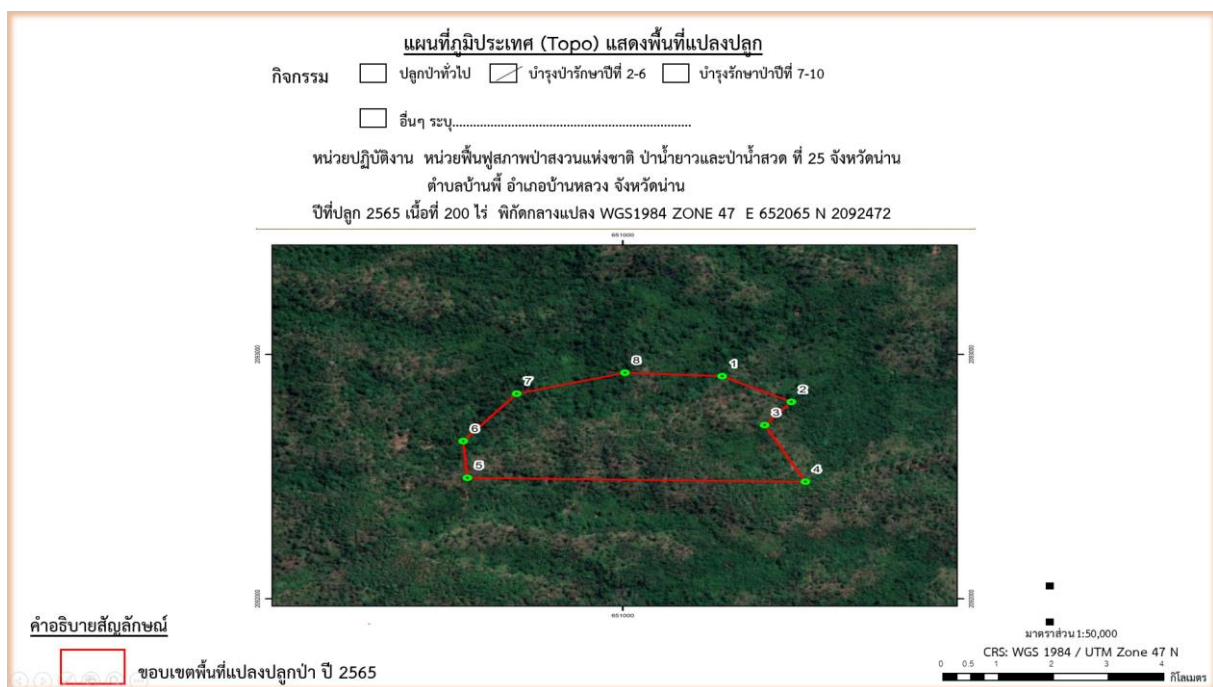 แผนที่ภูมิประเทศ (Topo) แสดงพื้นที่แปลงปลูก
กิจกรรม ปลูกป่าทั่วไป บำรุงป่ารักษาปีที่ 2-6 บำรุงรักษาป่าปีที่ 7-10
อื่นๆ ระบุ......................................................................
หน่วยปฏิบัติงาน หน่วยฟื้นฟูสภาพป่าสงวนแห่งชาติ ป่าน้ำยาวและป่าน้ำสวด ที่ 25 จังหวัดน่าน
ตำบลบ้านพี้ อำเภอบ้านหลวง จังหวัดน่าน
ปีที่ปลูก 2565 เนื้อที่ 200 ไร่ พิกัดกลางแปลง WGS1984 ZONE 47 E 652065 N 2092472
651000
2093000 2093000
8 1
7 2
3
6
5 4
2092000 2092000
651000
คำอธิบายสัญลักษณ์
ขอบเขตพื้นที่แปลงปลูกป่า ปี 2565
มาตราส่วน 1:50,000
CRS: WGS 1984 / UTM Zone 47 N
0 0.5 1 2 3 4
กิโลเมตร